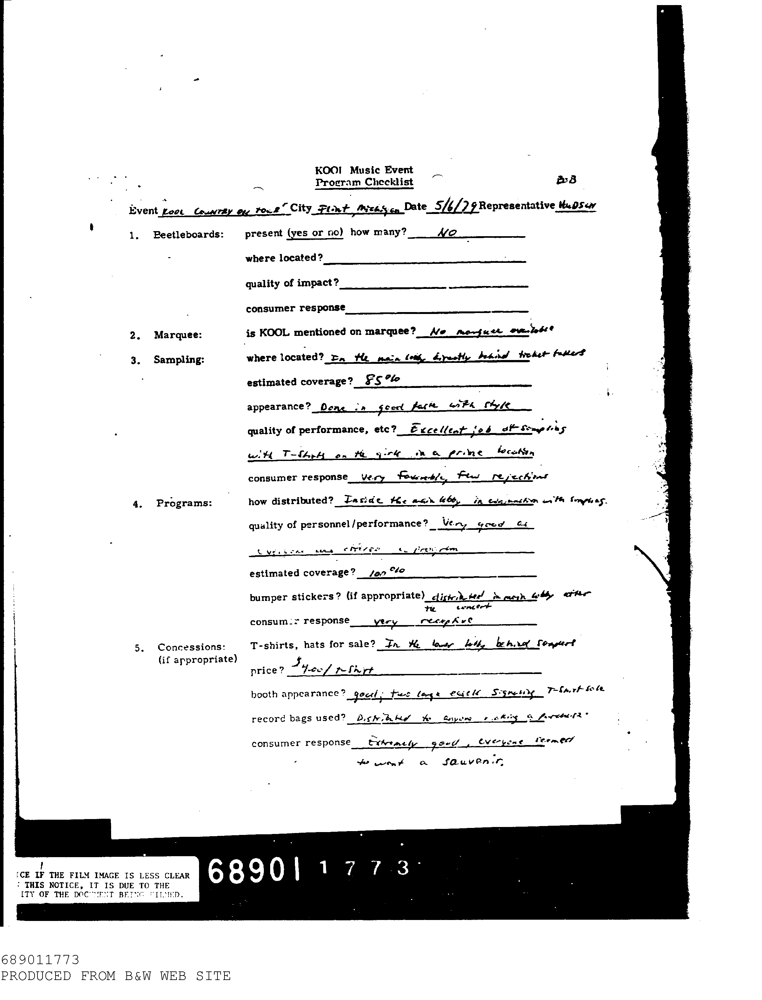 KOOL Music Event
Program Checklist
Event KOOL COUNTRY ON TOUR City Flint, Michigan Date 5/6/79 Representative HUDSON
1. Beetleboards: present (yes or no) how many? NO
where located?
quality of impact?
consumer response
2. Marquee: is KOOL mentioned on marquee? No marquee available
3. Sampling: where located? In the main lobby directly behind ticket takers
estimated coverage? 85%
appearance? Done in good taste with style
quality of performance, etc? Excellent job of sampling
with T-Shirts on the girls in a prime location
consumer response Very favorably, few rejections
4. Programs: how distributed? Inside the main lobby in conjunction with sampling.
quality of personnel/performance? Very good as
everyone was offered a program
estimated coverage? 100%
bumper stickers? (if appropriate) distributed in main lobby after
the concert
consumer response very receptive
5. Concessions: T-shirts, hats for sale? In the lower lobby behind samplers
(if appropriate)
price? $4.00/T-Shirt
booth appearance? good; two large easels signaling T-Shirt sale
record bags used? Distributed to anyone making a purchase.
consumer response Extremely good, everyone seemed
to want a souvenir.
ICE IF THE FILM IMAGE IS LESS CLEAR
THIS NOTICE, IT IS DUE TO THE
ITY OF THE DOCUMENT BEING FILMED.
68901 1773
689011773
PRODUCED FROM B&W WEB SITE